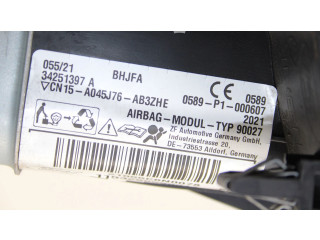 055/21 BHJFA 0589
34251397 A 0589-P1-000607
CN15-A045J76-AB3ZHE 2021
AIRBAG-MODUL-TYP 90027
ZF Automotive Germany GmbH,
Industriestrasse 20,
DE - 73553 Alfdorf, Germany